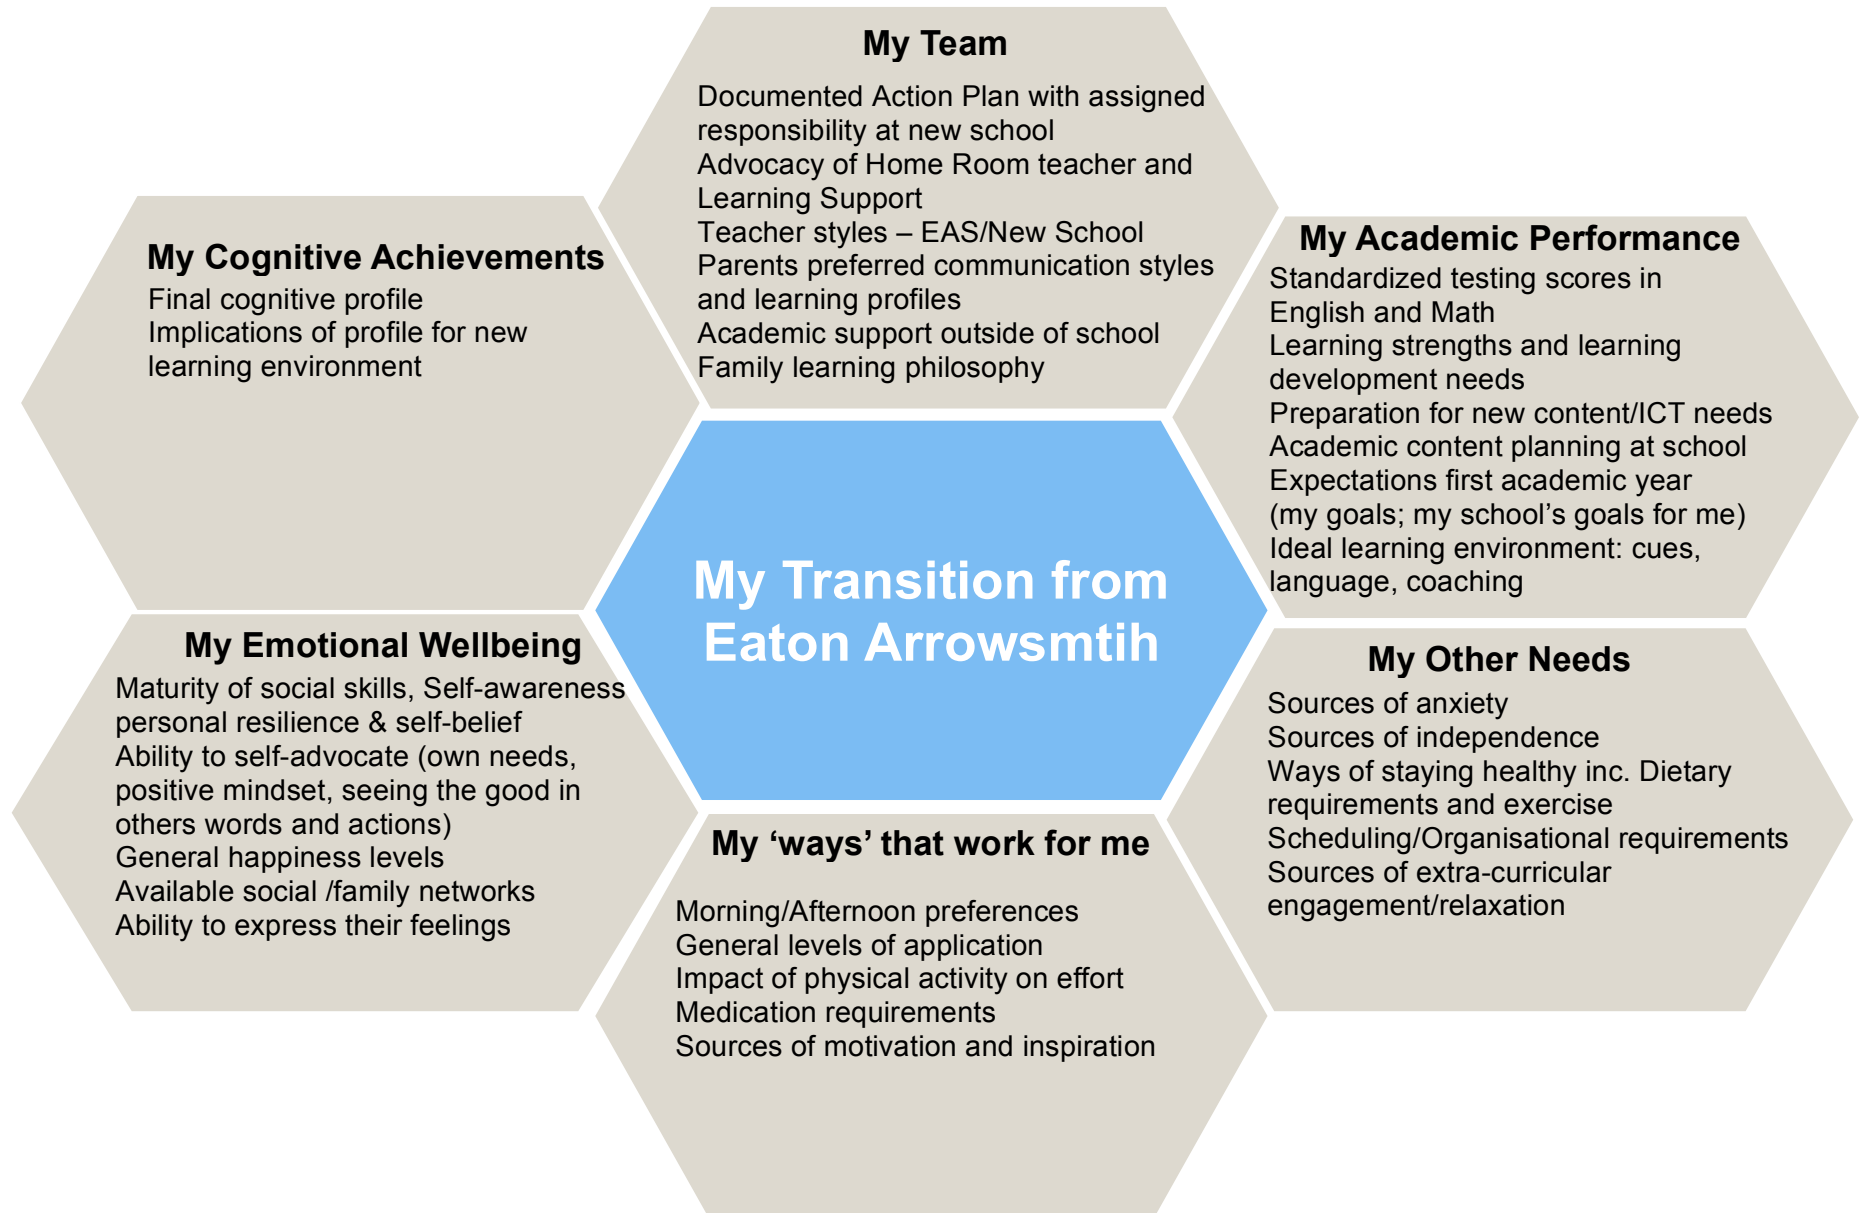 My Team
Documented Action Plan with assigned
responsibility at new school
Advocacy of Home Room teacher and
Learning Support
Teacher styles – EAS/New School
Parents preferred communication styles
and learning profiles
Academic support outside of school
Family learning philosophy
My Cognitive Achievements
Final cognitive profile
Implications of profile for new
learning environment
My Academic Performance
Standardized testing scores in
English and Math
Learning strengths and learning
development needs
Preparation for new content/ICT needs
Academic content planning at school
Expectations first academic year
(my goals; my school’s goals for me)
Ideal learning environment: cues,
language, coaching
My Transition from
Eaton Arrowsmtih
My Emotional Wellbeing
Maturity of social skills, Self-awareness
personal resilience & self-belief
Ability to self-advocate (own needs,
positive mindset, seeing the good in
others words and actions)
General happiness levels
Available social /family networks
Ability to express their feelings
My Other Needs
Sources of anxiety
Sources of independence
Ways of staying healthy inc. Dietary
requirements and exercise
Scheduling/Organisational requirements
Sources of extra-curricular
engagement/relaxation
My ‘ways’ that work for me
Morning/Afternoon preferences
General levels of application
Impact of physical activity on effort
Medication requirements
Sources of motivation and inspiration